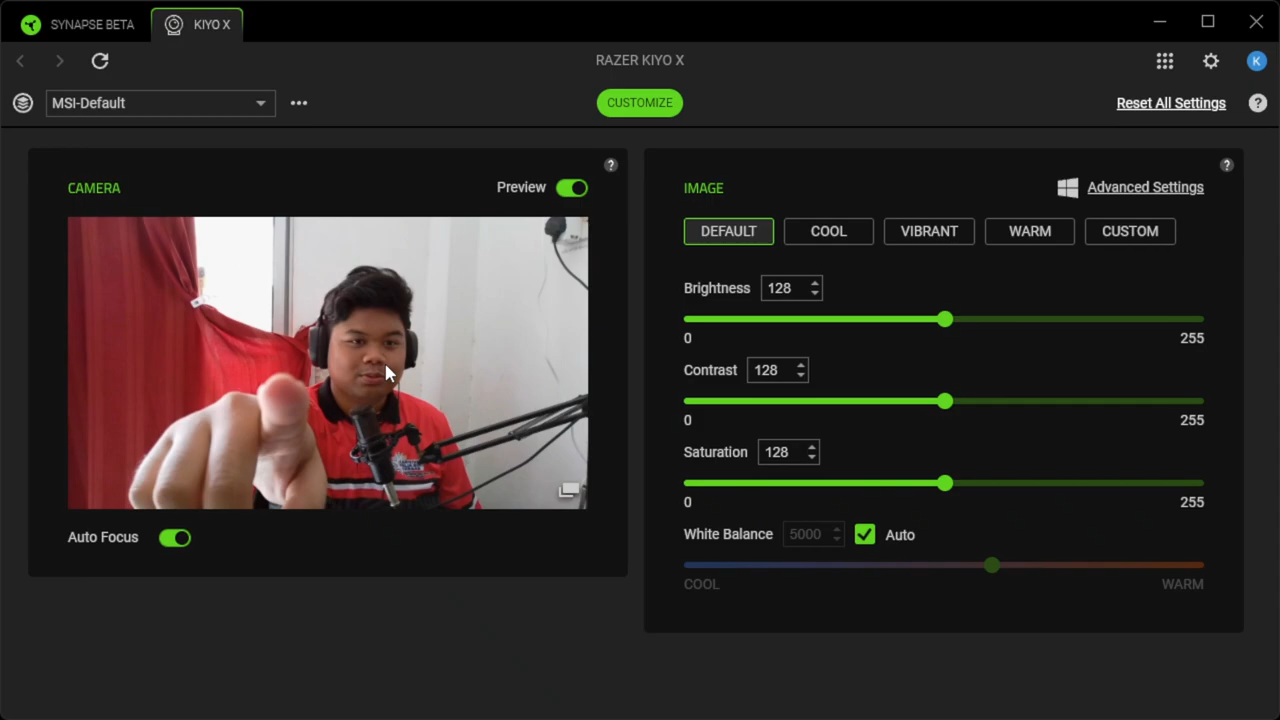 SYNAPSE BETA
KIYO X
RAZER KIYO X
K
MSI-Default
CUSTOMIZE
Reset All Settings
?
?
CAMERA
Preview
Auto Focus
?
IMAGE
Advanced Settings
DEFAULT
COOL
VIBRANT
WARM
CUSTOM
Brightness 128
0 255
Contrast 128
0 255
Saturation 128
0 255
White Balance 5000 Auto
COOL WARM